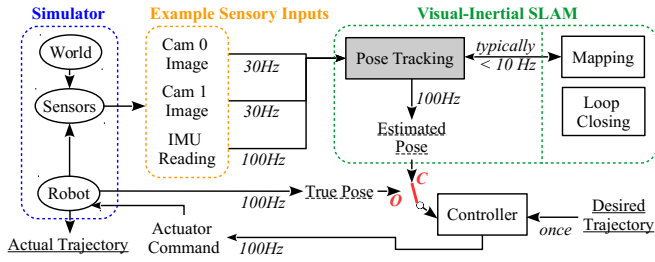 Simulator
Example Sensory Inputs
Visual-Inertial SLAM
World
Sensors
Robot
Cam 0
Image
Cam 1
Image
IMU
Reading
30Hz
30Hz
100Hz
Pose Tracking
typically
< 10 Hz
Mapping
Loop
Closing
100Hz
Estimated
Pose
100Hz
True Pose
O
C
Controller
once
Desired
Trajectory
Actual Trajectory
Actuator
Command
100Hz